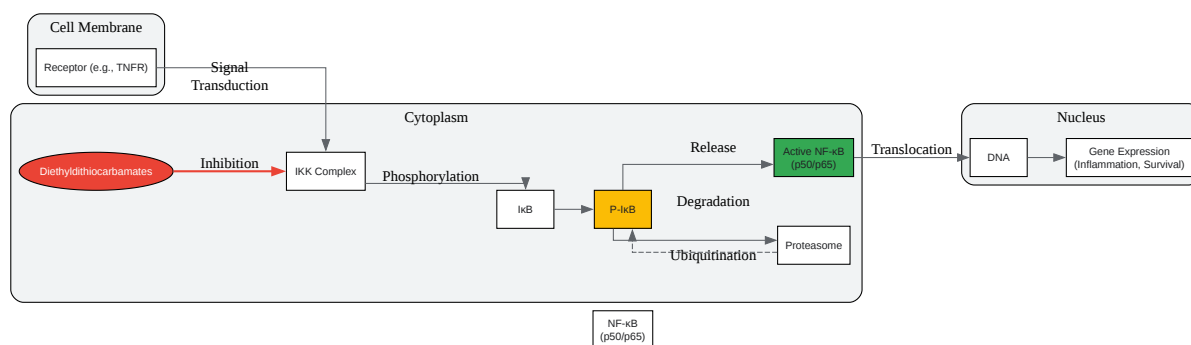 Cell Membrane
Receptor (e.g., TNFR)
Signal
Transduction
Cytoplasm
Nucleus
Diethyldithiocarbamates
Inhibition
IKK Complex
Phosphorylation
IκB
P-IκB
Release
Active NF-κB
(p50/p65)
Translocation
DNA
Gene Expression
(Inflammation, Survival)
Degradation
Ubiquitination
Proteasome
NF-κB
(p50/p65)